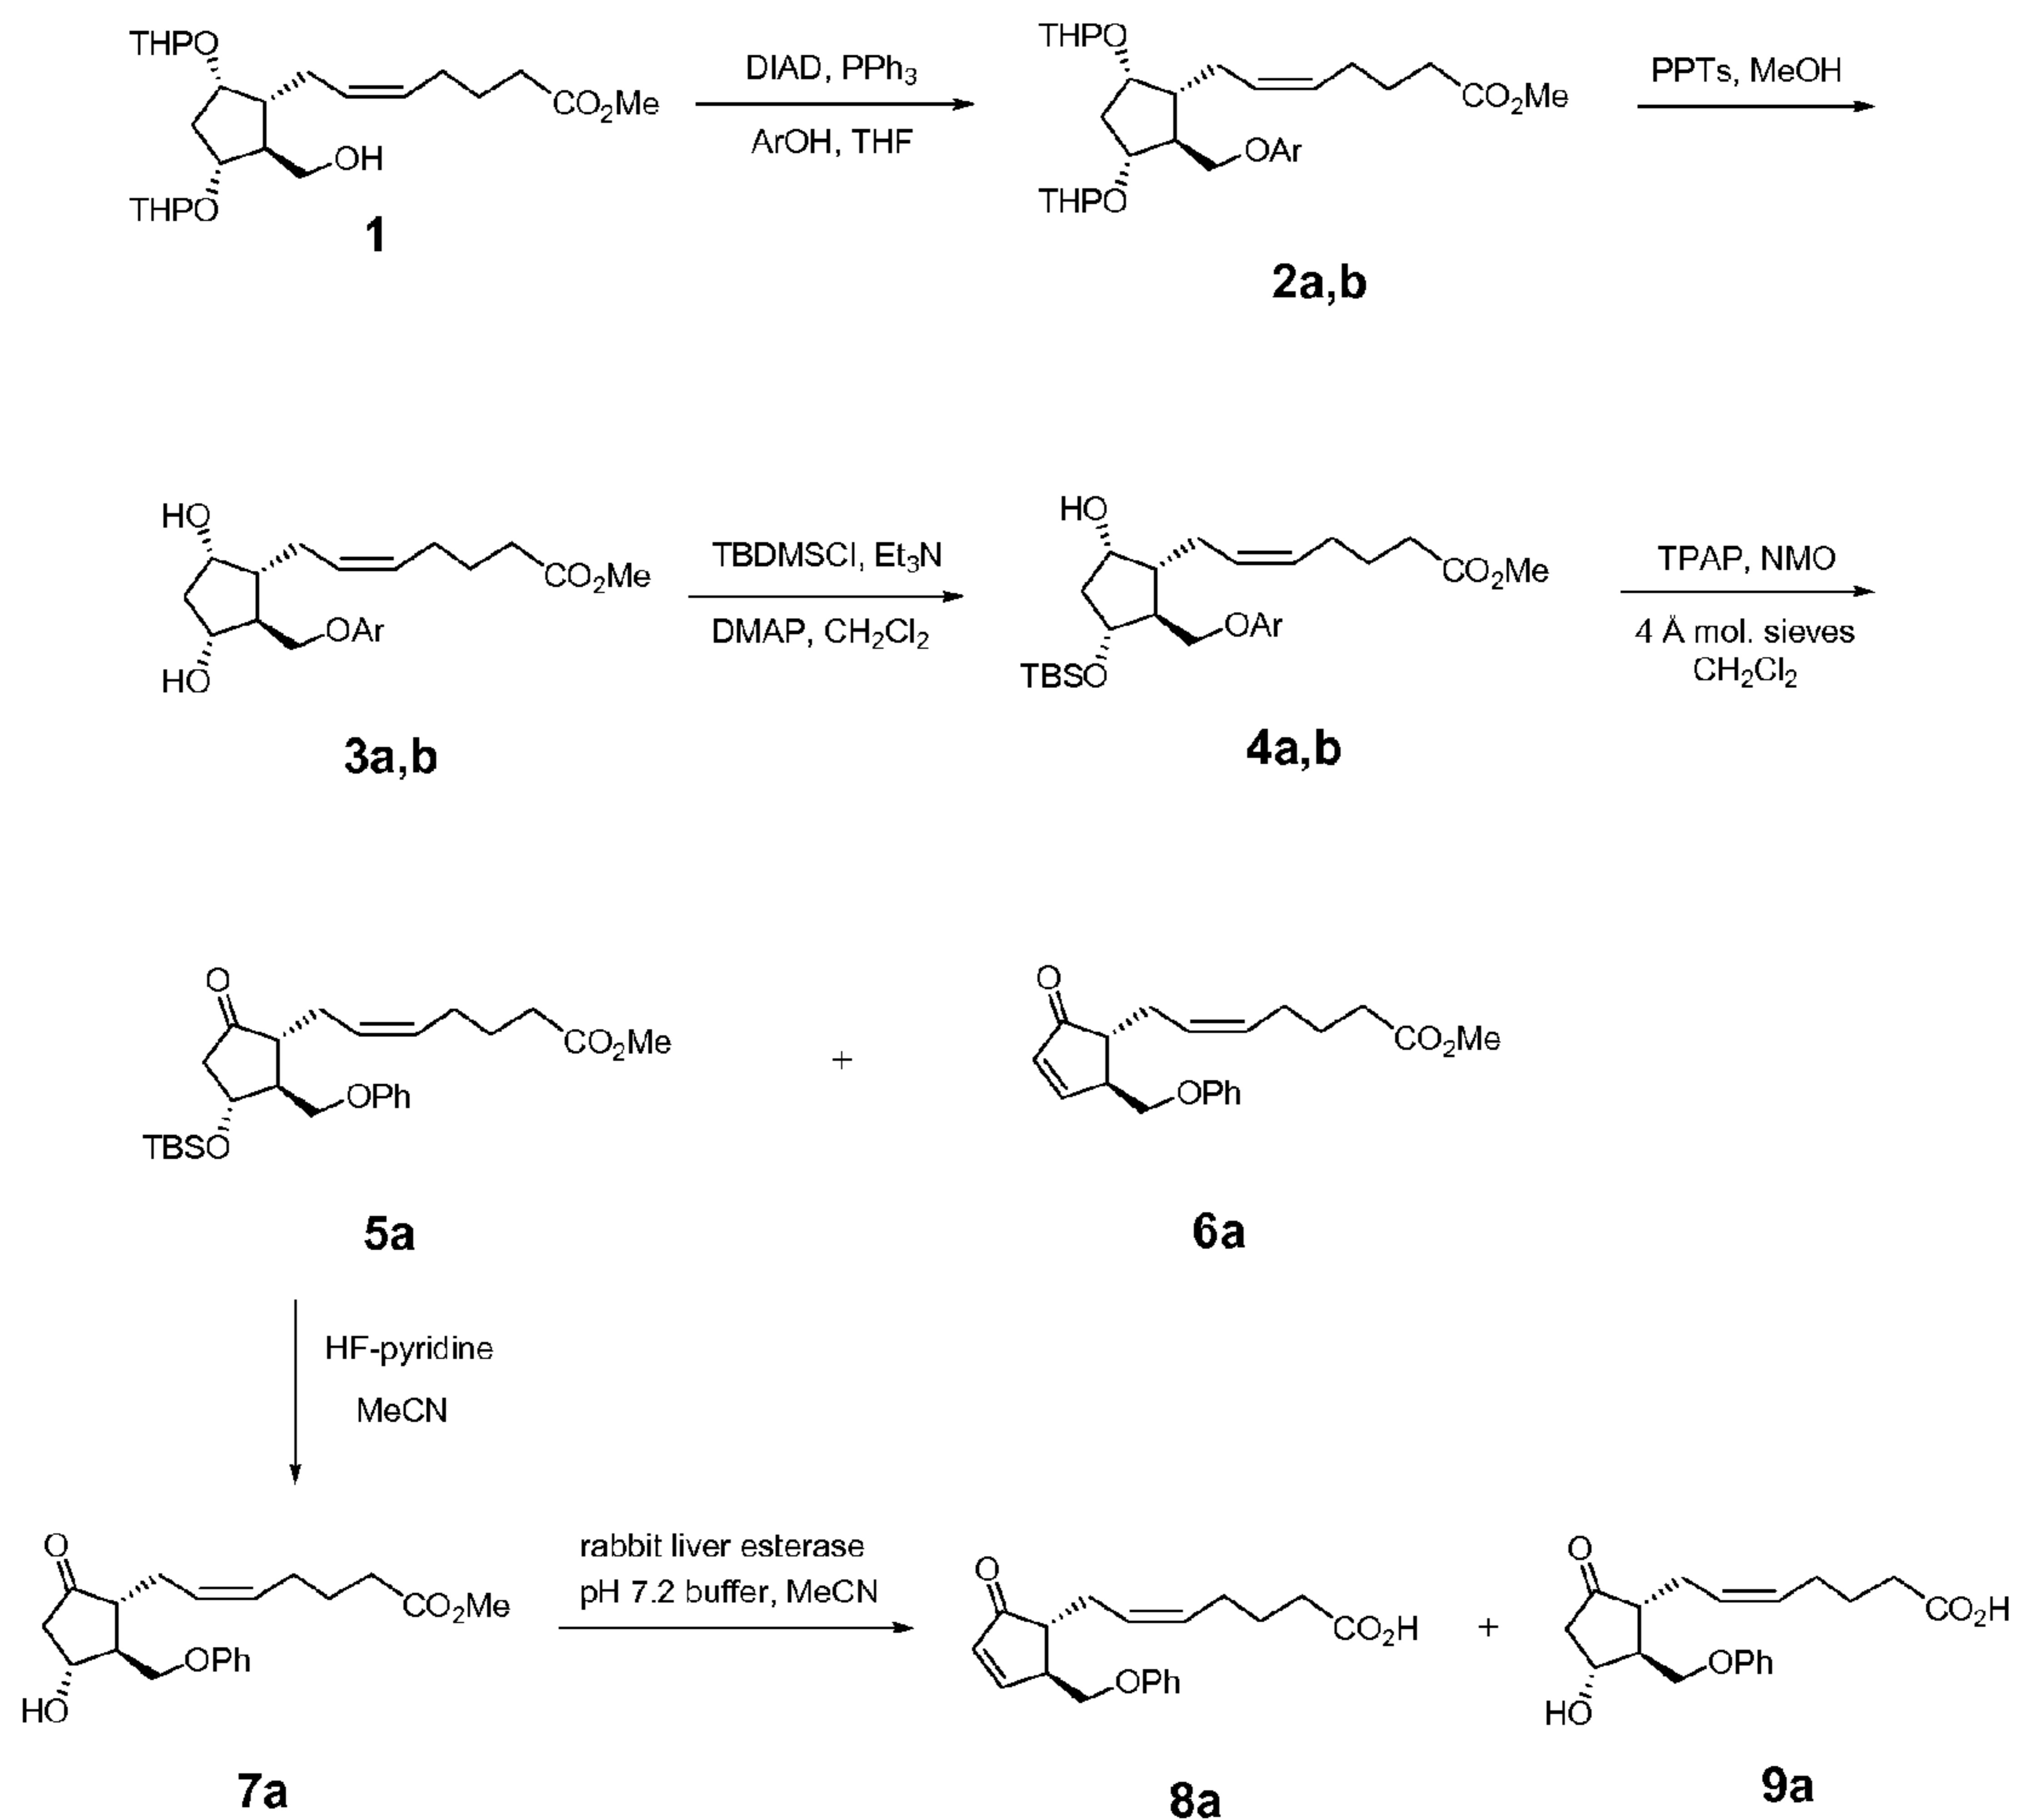 THPO
CO₂Me
OH
THPO
1
DIAD, PPh₃
ArOH, THF
THPO
CO₂Me
OAr
THPO
2a,b
PPTs, MeOH
HO
CO₂Me
OAr
HO
3a,b
TBDMSCl, Et₃N
DMAP, CH₂Cl₂
HO
CO₂Me
OAr
TBSO
4a,b
TPAP, NMO
4 Å mol. sieves
CH₂Cl₂
O
CO₂Me
OPh
TBSO
5a
+
O
CO₂Me
OPh
6a
HF-pyridine
MeCN
O
CO₂Me
OPh
HO
7a
rabbit liver esterase
pH 7.2 buffer, MeCN
O
CO₂H
OPh
8a
+
O
CO₂H
OPh
HO
9a